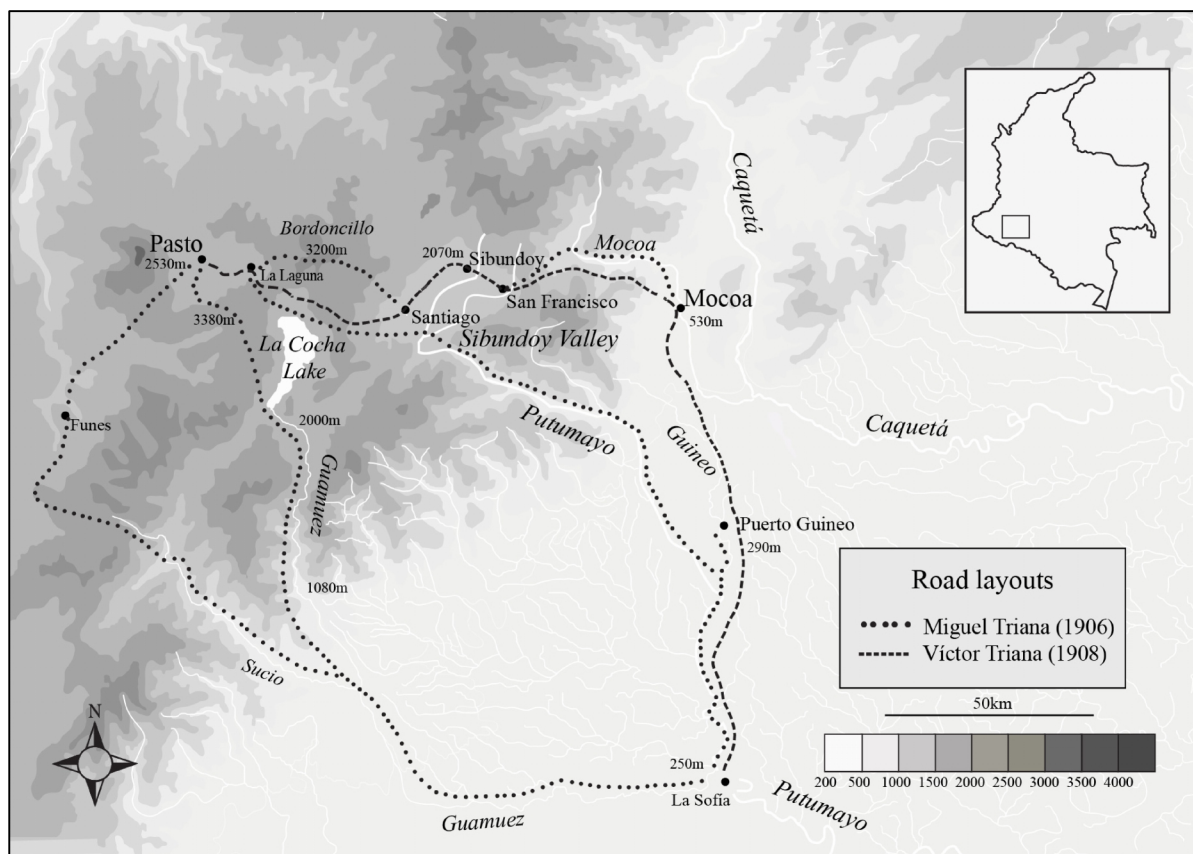 Caquetá
Bordoncillo
3200m
Mocoa
Pasto
2530m
La Laguna
2070m
Sibundoy
San Francisco
Mocoa
530m
3380m
Santiago
La Cocha
Lake
Sibundoy Valley
Funes
2000m
Putumayo
Guineo
Caquetá
Guamuez
Puerto Guineo
290m
1080m
Road layouts
Miguel Triana (1906)
Víctor Triana (1908)
Sucio
50km
N
250m
La Sofía
Putumayo
Guamuez
200 500 1000 1500 2000 2500 3000 3500 4000